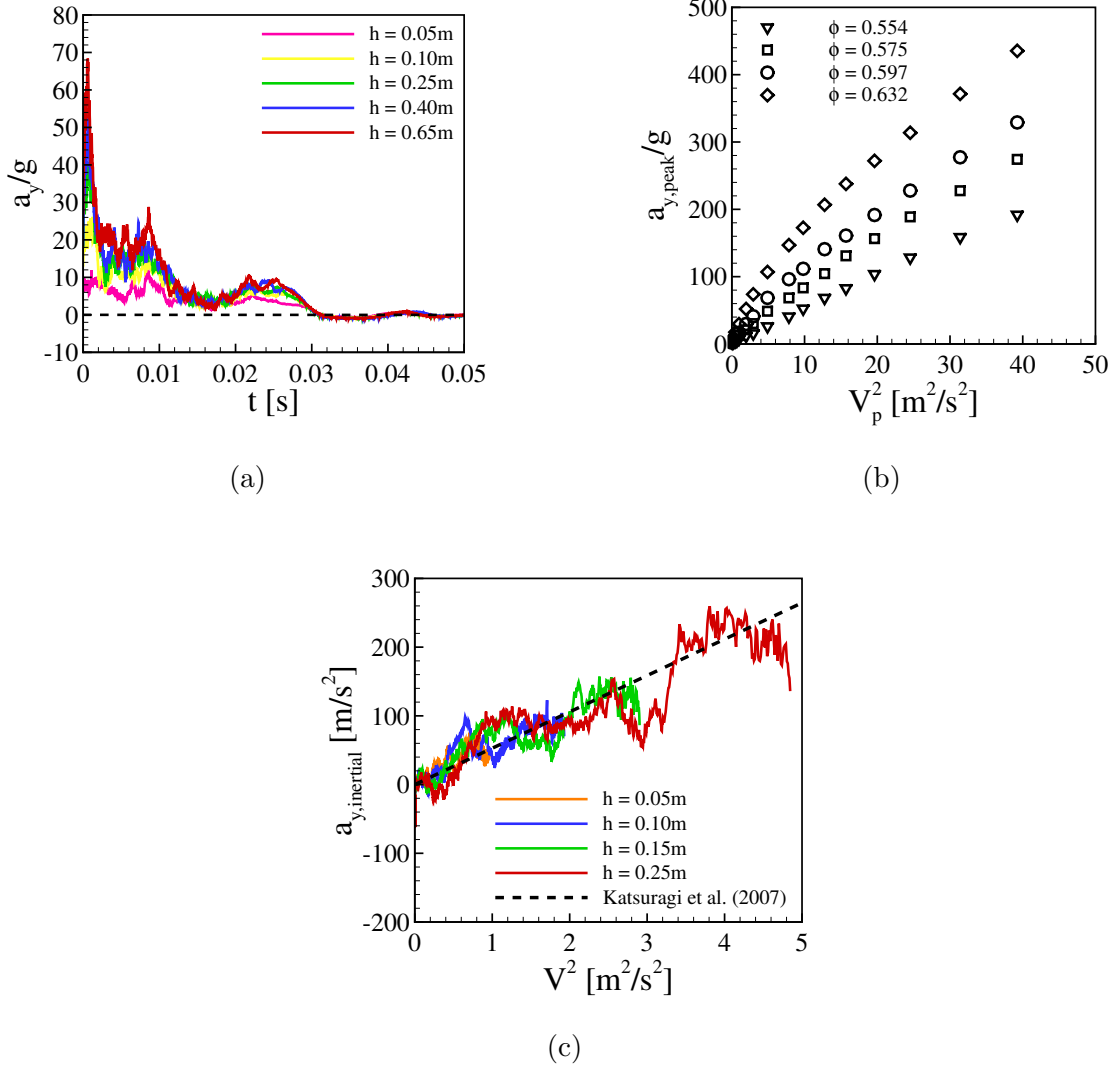 80
70
60
50
40
30
20
10
0
-10
a_y/g
h = 0.05m
h = 0.10m
h = 0.25m
h = 0.40m
h = 0.65m
0 0.01 0.02 0.03 0.04 0.05
t [s]
(a)
500
400
300
200
100
0
a_{y,peak}/g
ϕ = 0.554
ϕ = 0.575
ϕ = 0.597
ϕ = 0.632
0 10 20 30 40 50
V_p^2 [m^2/s^2]
(b)
300
200
100
0
-100
-200
a_{y,inertial} [m/s^2]
h = 0.05m
h = 0.10m
h = 0.15m
h = 0.25m
Katsuragi et al. (2007)
0 1 2 3 4 5
V^2 [m^2/s^2]
(c)